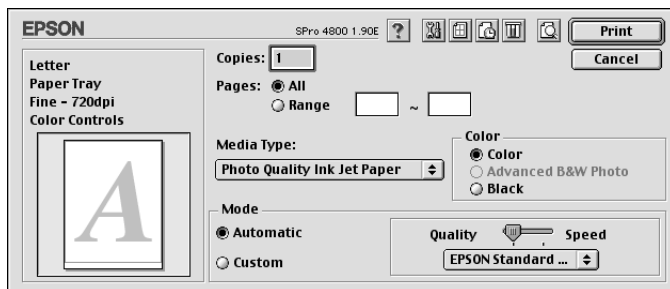 EPSON
SPro 4800 1.90E
?
Print
Cancel
Letter
Paper Tray
Fine - 720dpi
Color Controls
A
Copies: 1
Pages: All
Range ~
Media Type:
Photo Quality Ink Jet Paper
Color
Color
Advanced B&W Photo
Black
Mode
Automatic
Custom
Quality Speed
EPSON Standard ...